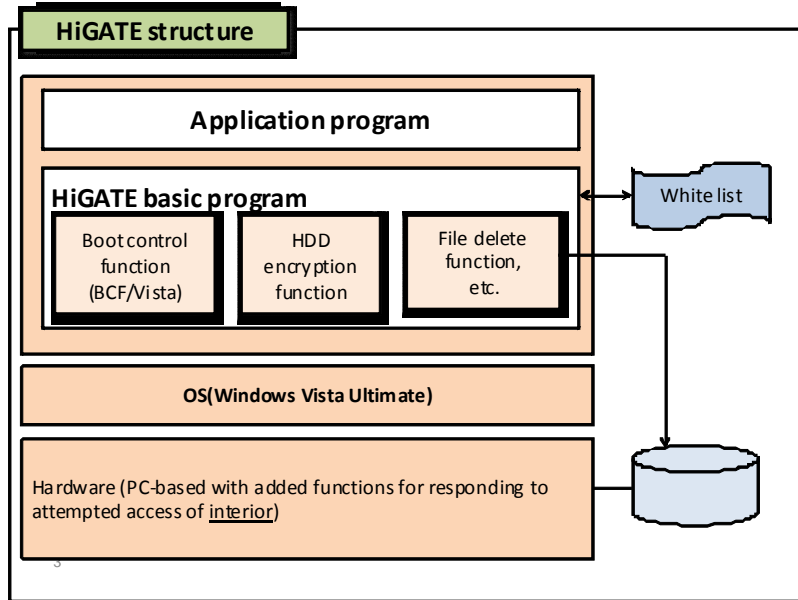 HiGATE structure
Application program
HiGATE basic program
Boot control
function
(BCF/Vista)
HDD
encryption
function
File delete
function,
etc.
White list
OS(Windows Vista Ultimate)
Hardware (PC-based with added functions for responding to
attempted access of interior)
3